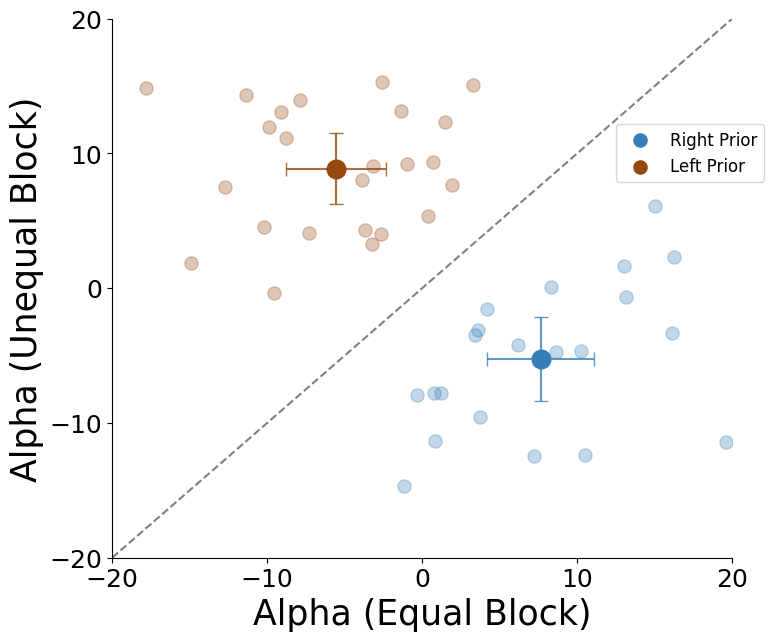 20
10
0
−10
−20
−20
−10
0
10
20
Alpha (Unequal Block)
Alpha (Equal Block)
Right Prior
Left Prior